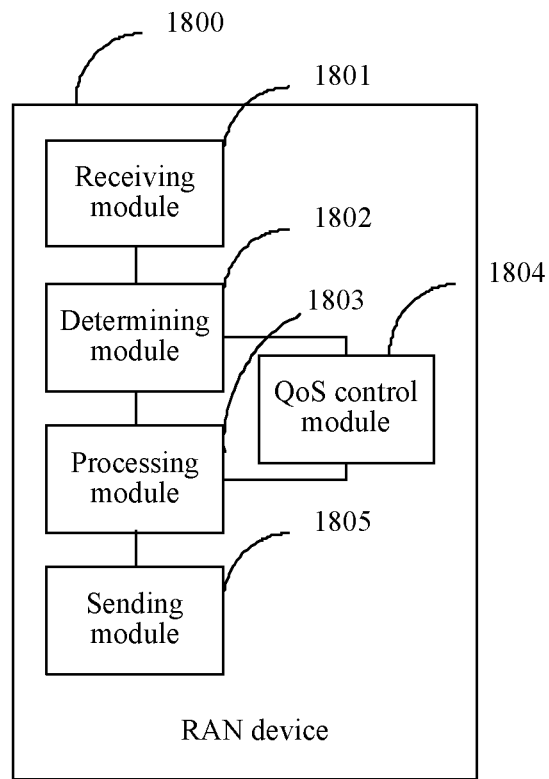 1800
1801
Receiving
module
1802
Determining
module
1803
1804
QoS control
module
Processing
module
1805
Sending
module
RAN device